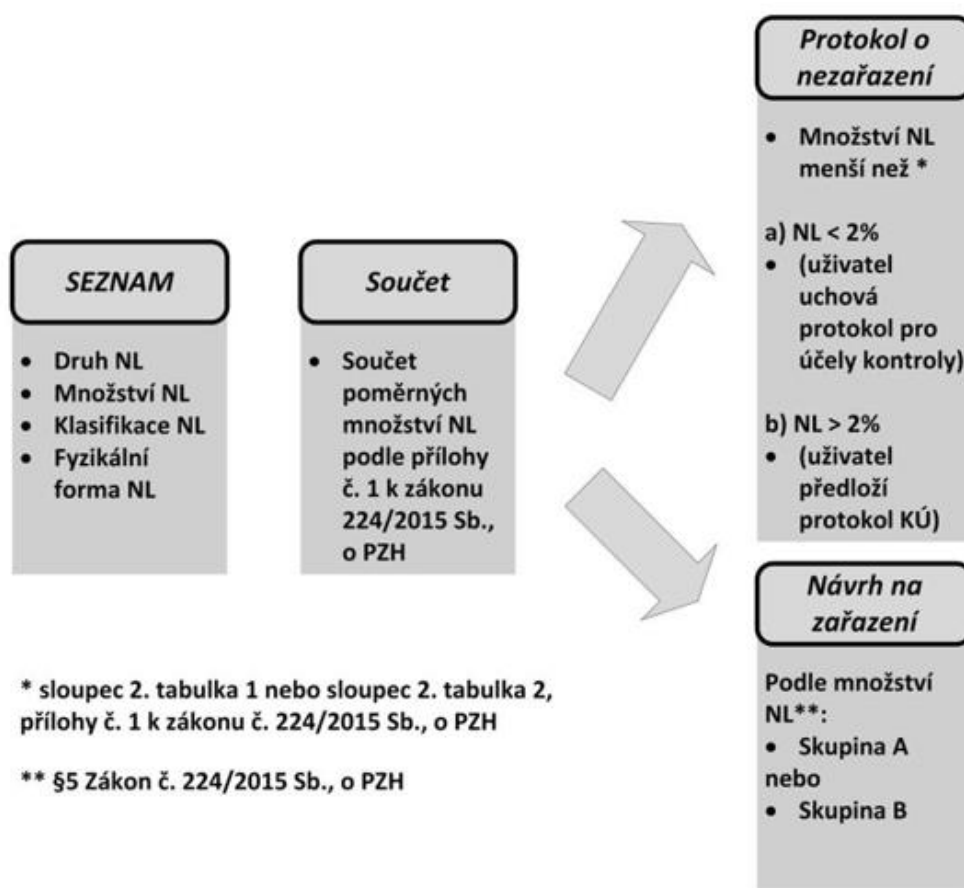 SEZNAM
• Druh NL
• Množství NL
• Klasifikace NL
• Fyzikální
forma NL
Součet
• Součet
poměrných
množství NL
podle přílohy
č. 1 k zákonu
224/2015 Sb.,
o PZH
Protokol o
nezařazení
• Množství NL
menší než *
a) NL < 2%
• (uživatel
uchová
protokol pro
účely kontroly)
b) NL > 2%
• (uživatel
předloží
protokol KÚ)
Návrh na
zařazení
Podle množství
NL**:
• Skupina A
nebo
• Skupina B
* sloupec 2. tabulka 1 nebo sloupec 2. tabulka 2,
přílohy č. 1 k zákonu č. 224/2015 Sb., o PZH
** §5 Zákon č. 224/2015 Sb., o PZH